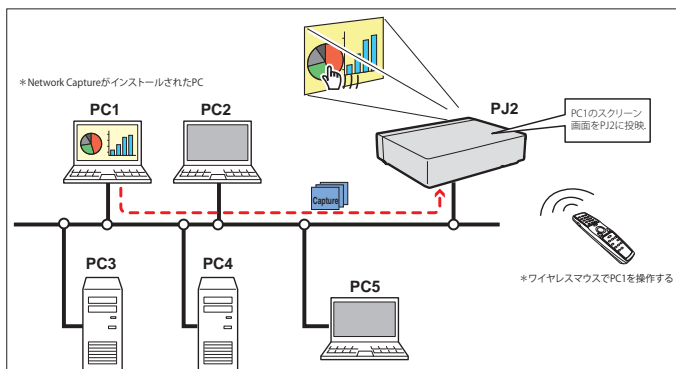 ＊Network CaptureがインストールされたPC
PC1
PC2
PJ2
PC1のスクリーン
画面をPJ2に投映.
Capture
＊ワイヤレスマウスでPC1を操作する
PC3
PC4
PC5